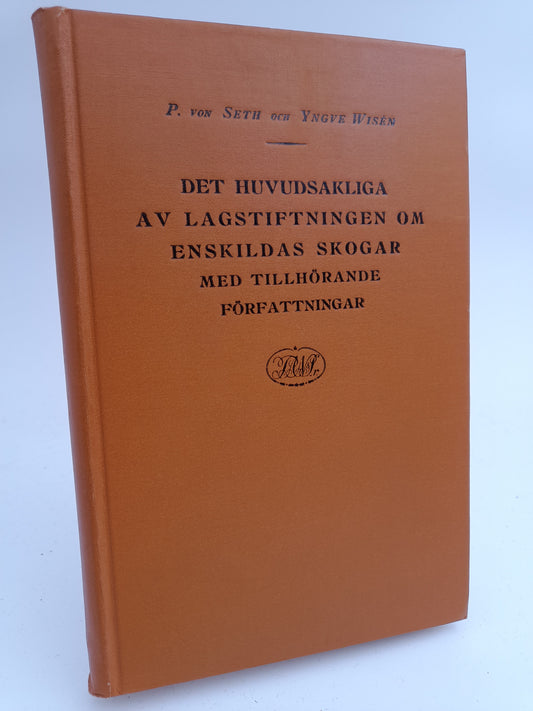 P. von Seth och Yngve Wisén
DET HUVUDSAKLIGA
AV LAGSTIFTNINGEN OM
ENSKILDAS SKOGAR
MED TILLHÖRANDE
FÖRFATTNINGAR